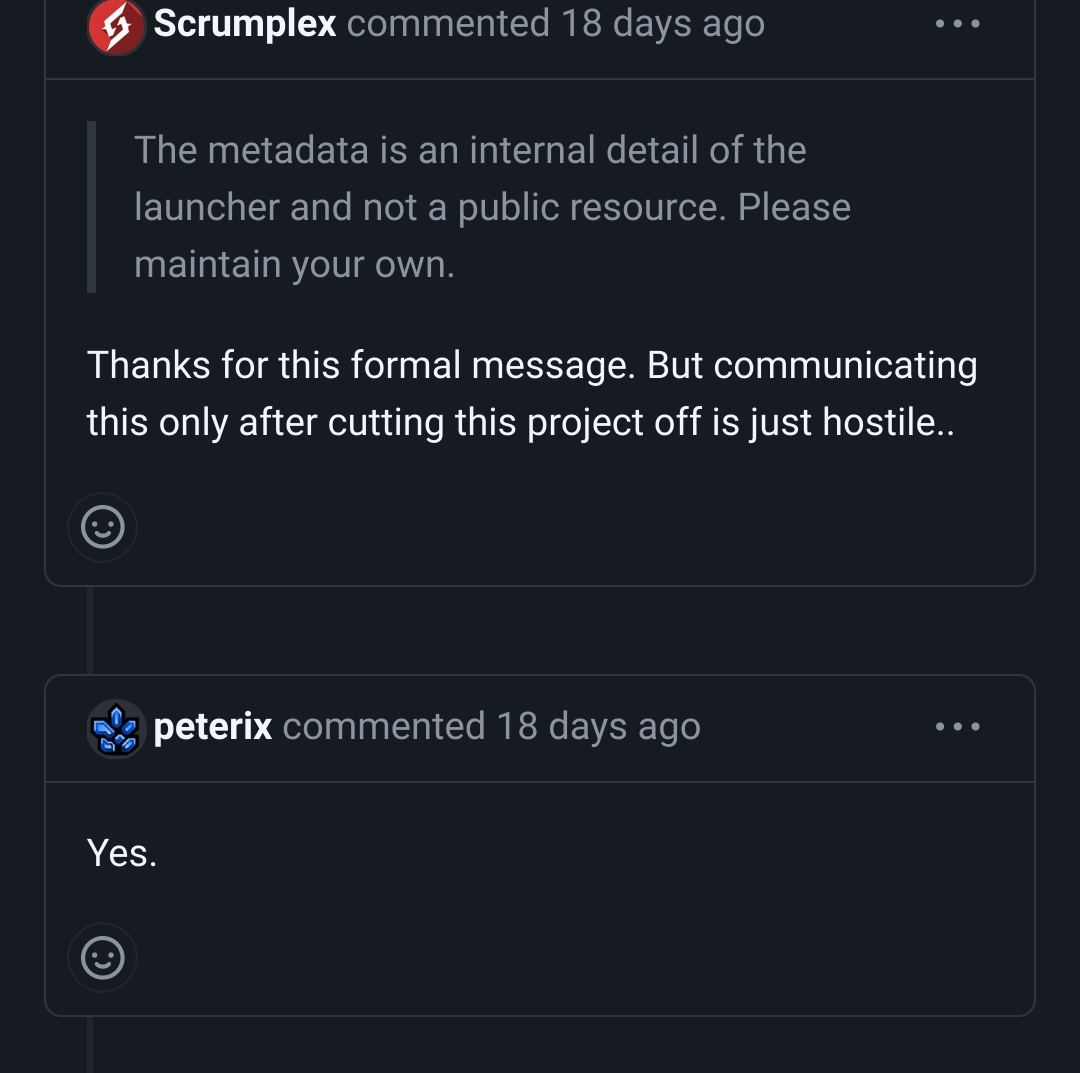 Scrumplex commented 18 days ago
The metadata is an internal detail of the
launcher and not a public resource. Please
maintain your own.
Thanks for this formal message. But communicating
this only after cutting this project off is just hostile..
peterix commented 18 days ago
Yes.